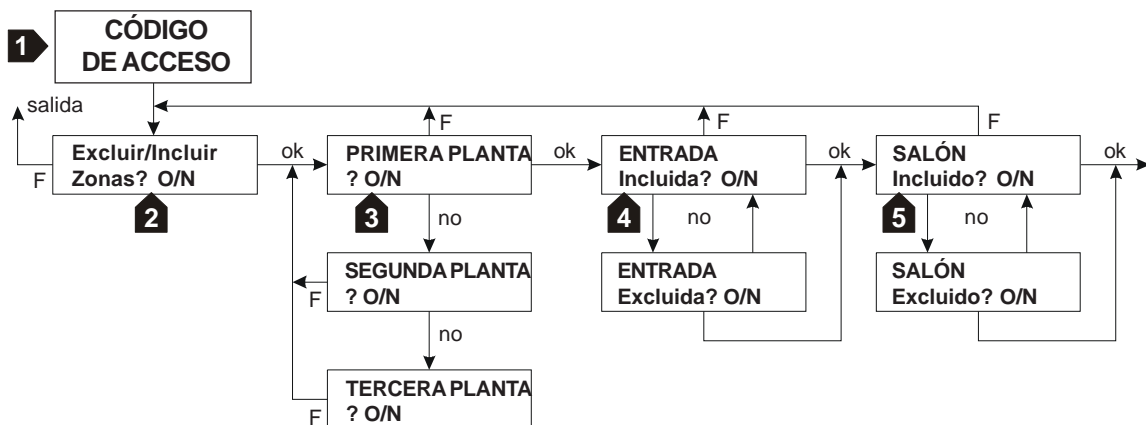 1
CÓDIGO
DE ACCESO
salida
F
F
F
F
Excluir/Incluir
Zonas? O/N
ok
PRIMERA PLANTA
? O/N
ok
ENTRADA
Incluida? O/N
ok
SALÓN
Incluido? O/N
ok
2
3
no
4
no
5
no
SEGUNDA PLANTA
? O/N
F
ENTRADA
Excluida? O/N
SALÓN
Excluido? O/N
no
TERCERA PLANTA
? O/N
F